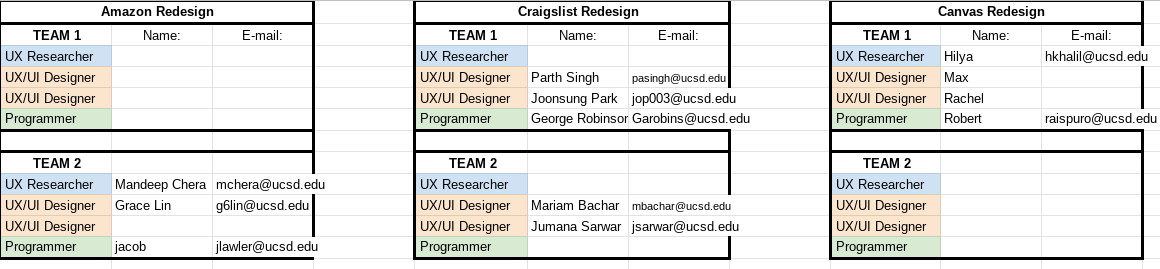 Amazon Redesign Craigslist Redesign Canvas Redesign
TEAM 1 Name: E-mail: TEAM 1 Name: E-mail: TEAM 1 Name: E-mail:
UX Researcher UX Researcher UX Researcher Hilya hkhalil@ucsd.edu
UX/UI Designer UX/UI Designer Parth Singh pasingh@ucsd.edu UX/UI Designer Max
UX/UI Designer UX/UI Designer Joonsung Park jop003@ucsd.edu UX/UI Designer Rachel
Programmer Programmer George Robinson Garobins@ucsd.edu Programmer Robert raispuro@ucsd.edu
TEAM 2 TEAM 2 TEAM 2
UX Researcher Mandeep Chera mchera@ucsd.edu UX Researcher UX Researcher
UX/UI Designer Grace Lin g6lin@ucsd.edu UX/UI Designer Mariam Bachar mbachar@ucsd.edu UX/UI Designer
UX/UI Designer UX/UI Designer Jumana Sarwar jsarwar@ucsd.edu UX/UI Designer
Programmer jacob jlawler@ucsd.edu Programmer Programmer